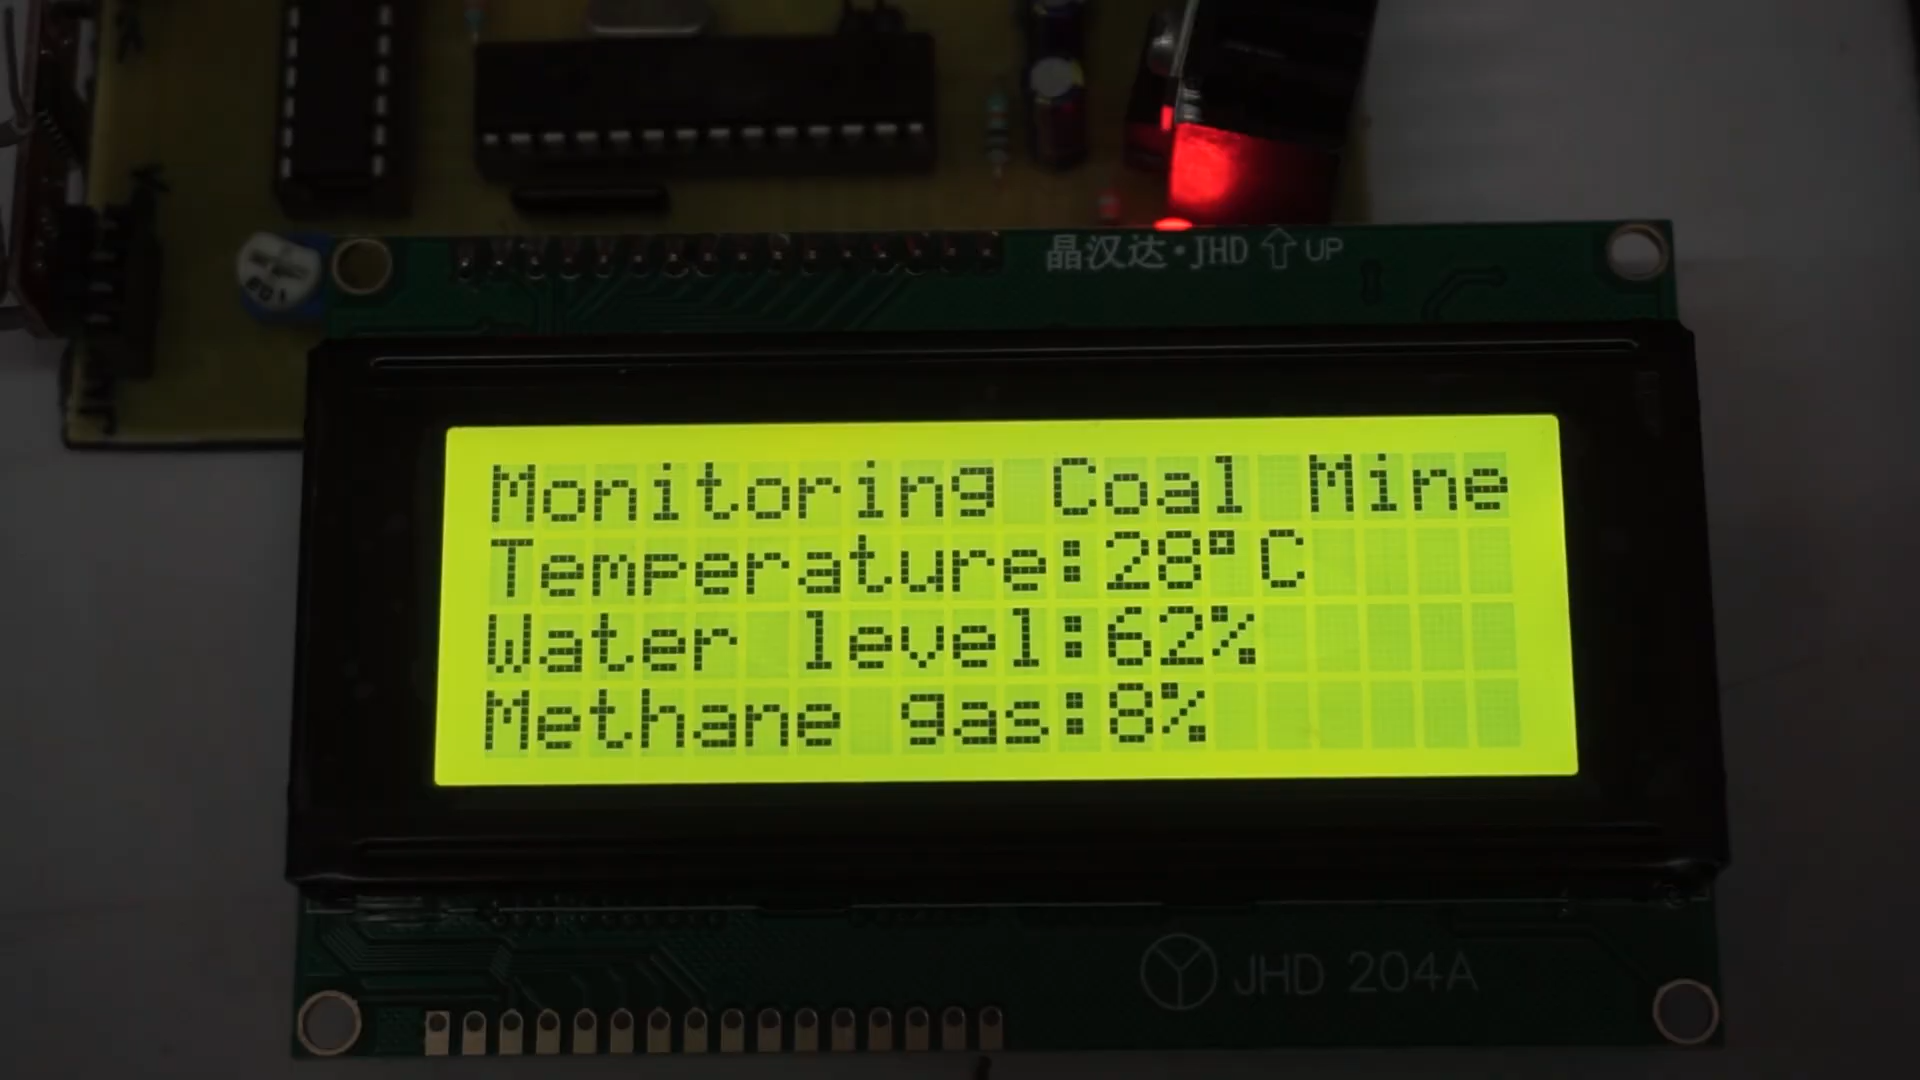 晶汉达·JHD ⇧ UP
Monitoring Coal Mine
Temperature:28°C
Water level:62%
Methane gas:8%
JHD 204A